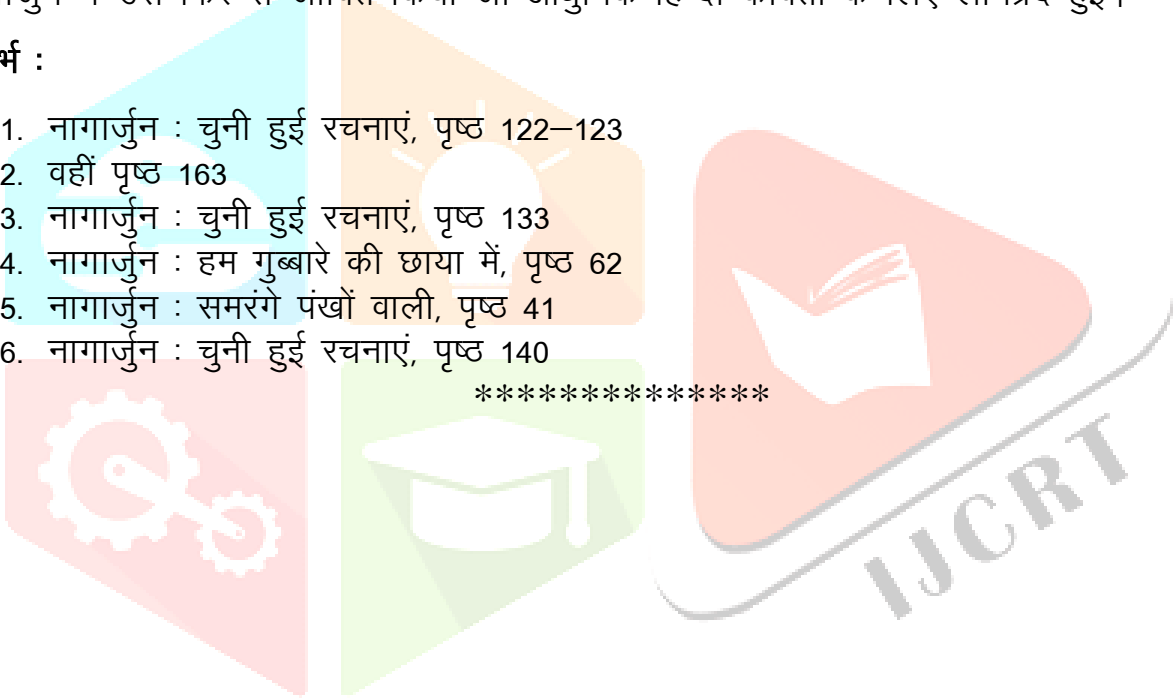 र्भ :
1. नागार्जुन : चुनी हुई रचनाएं, पृष्ठ 122–123
2. वहीं पृष्ठ 163
3. नागार्जुन : चुनी हुई रचनाएं, पृष्ठ 133
4. नागार्जुन : हम गुब्बारे की छाया में, पृष्ठ 62
5. नागार्जुन : समरंगे पंखों वाली, पृष्ठ 41
6. नागार्जुन : चुनी हुई रचनाएं, पृष्ठ 140
**************
IJCRT